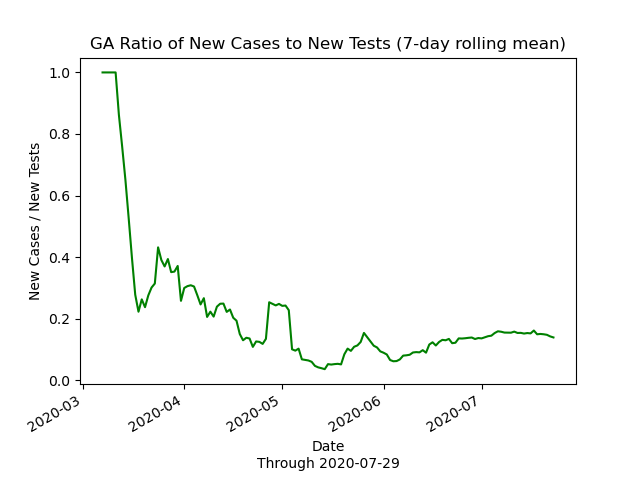 GA Ratio of New Cases to New Tests (7-day rolling mean)
New Cases / New Tests
1.0
0.8
0.6
0.4
0.2
0.0
2020-03
2020-04
2020-05
2020-06
2020-07
Date
Through 2020-07-29